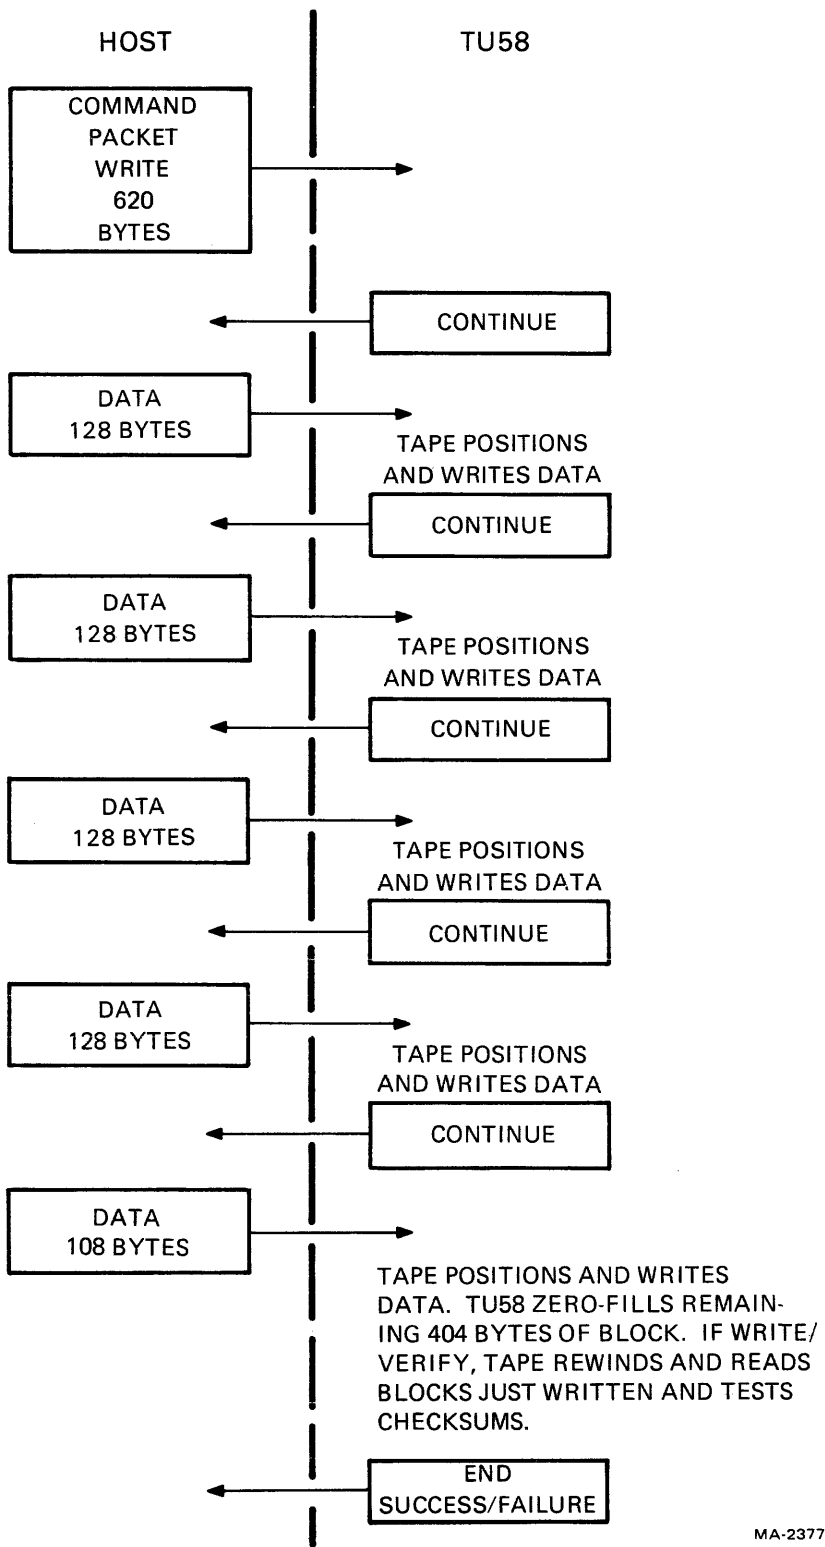 HOST
TU58
COMMAND
PACKET
WRITE
620
BYTES
CONTINUE
DATA
128 BYTES
TAPE POSITIONS
AND WRITES DATA
CONTINUE
DATA
128 BYTES
TAPE POSITIONS
AND WRITES DATA
CONTINUE
DATA
128 BYTES
TAPE POSITIONS
AND WRITES DATA
CONTINUE
DATA
128 BYTES
TAPE POSITIONS
AND WRITES DATA
CONTINUE
DATA
108 BYTES
TAPE POSITIONS AND WRITES
DATA. TU58 ZERO-FILLS REMAIN-
ING 404 BYTES OF BLOCK. IF WRITE/
VERIFY, TAPE REWINDS AND READS
BLOCKS JUST WRITTEN AND TESTS
CHECKSUMS.
END
SUCCESS/FAILURE
MA-2377